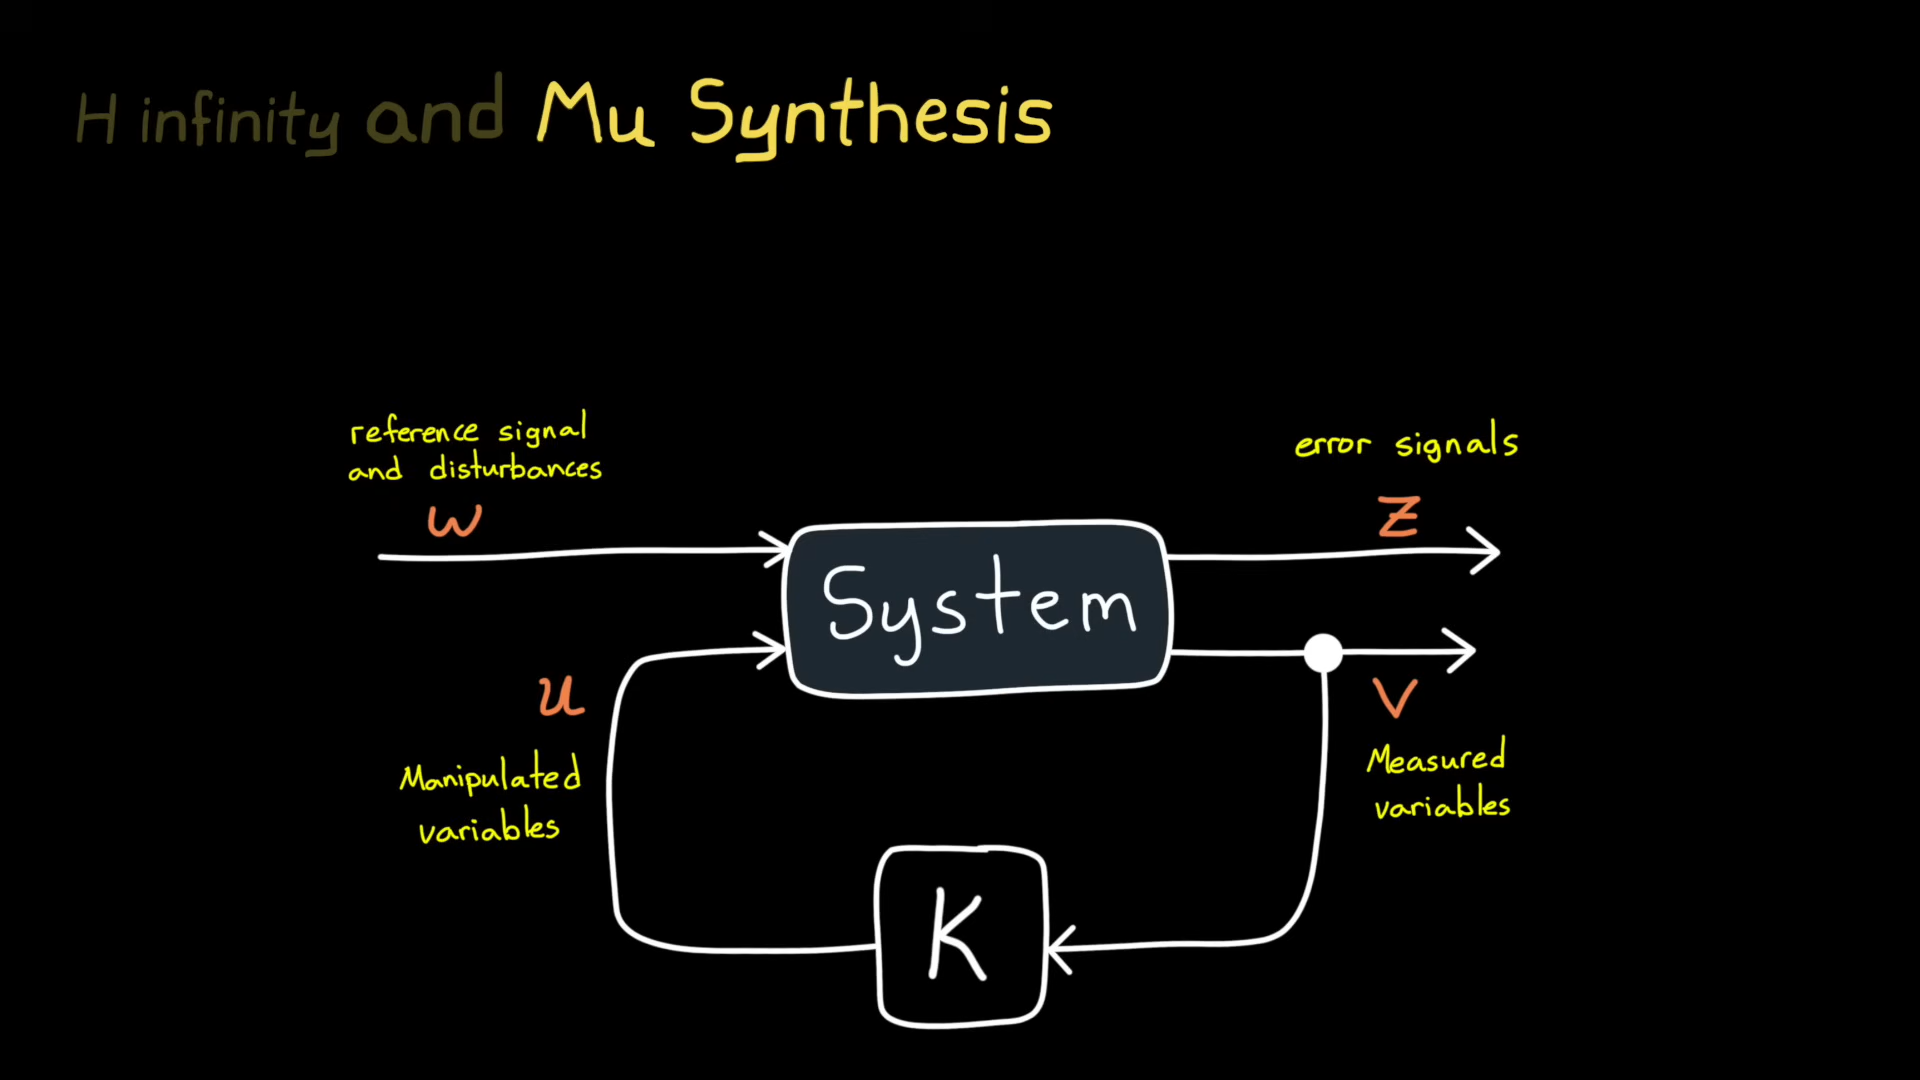 H infinity and Mu Synthesis
reference signal
and disturbances
w
error signals
z
System
u
Manipulated
variables
v
Measured
variables
K